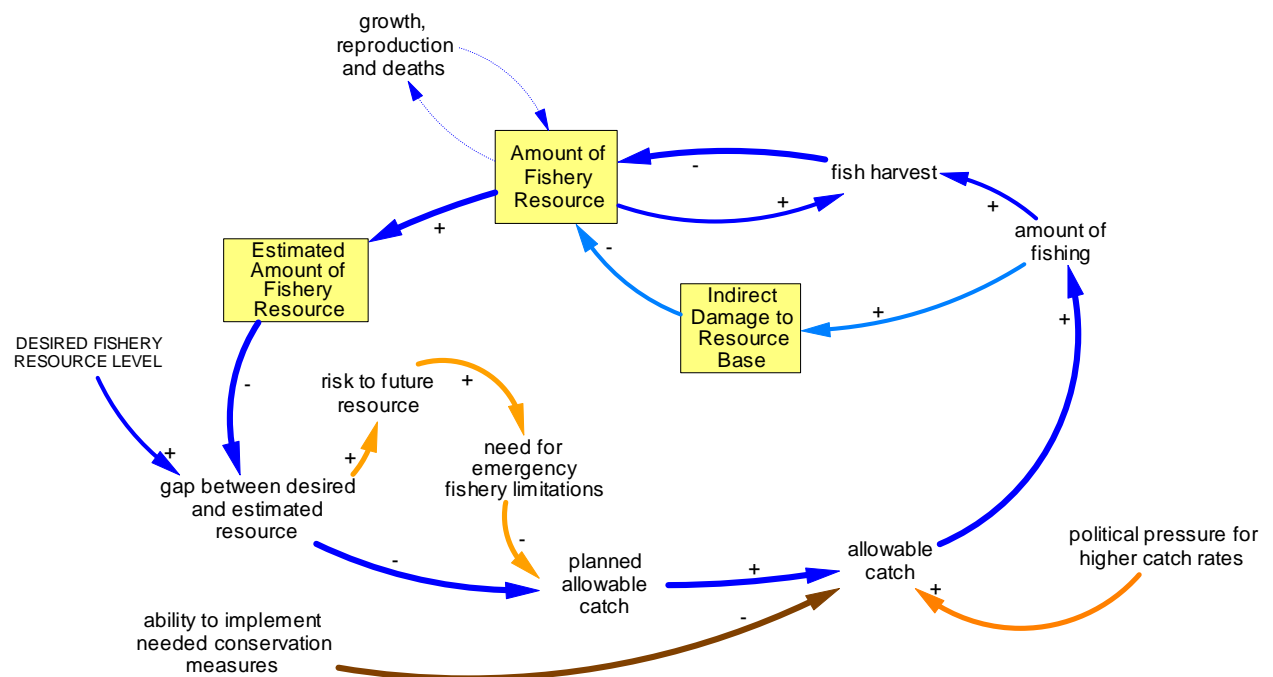 growth,
reproduction
and deaths
Amount of
Fishery
Resource
-
+
fish harvest
+
amount of
fishing
+
Estimated
Amount of
Fishery
Resource
-
Indirect
Damage to
Resource
Base
+
+
DESIRED FISHERY
RESOURCE LEVEL
-
risk to future
resource
+
+
+
need for
emergency
fishery limitations
gap between desired
and estimated
resource
-
-
planned
allowable
catch
+
allowable
catch
political pressure for
higher catch rates
+
-
ability to implement
needed conservation
measures